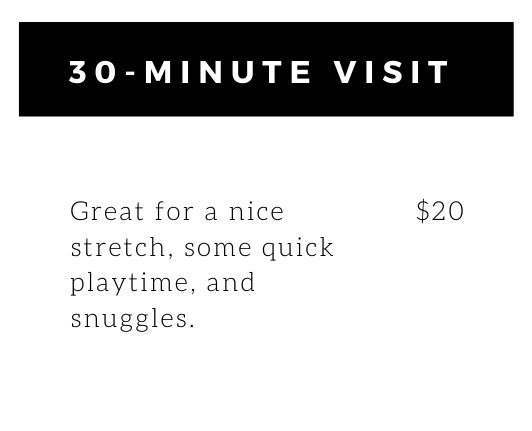 30-MINUTE VISIT
Great for a nice $20
stretch, some quick
playtime, and
snuggles.